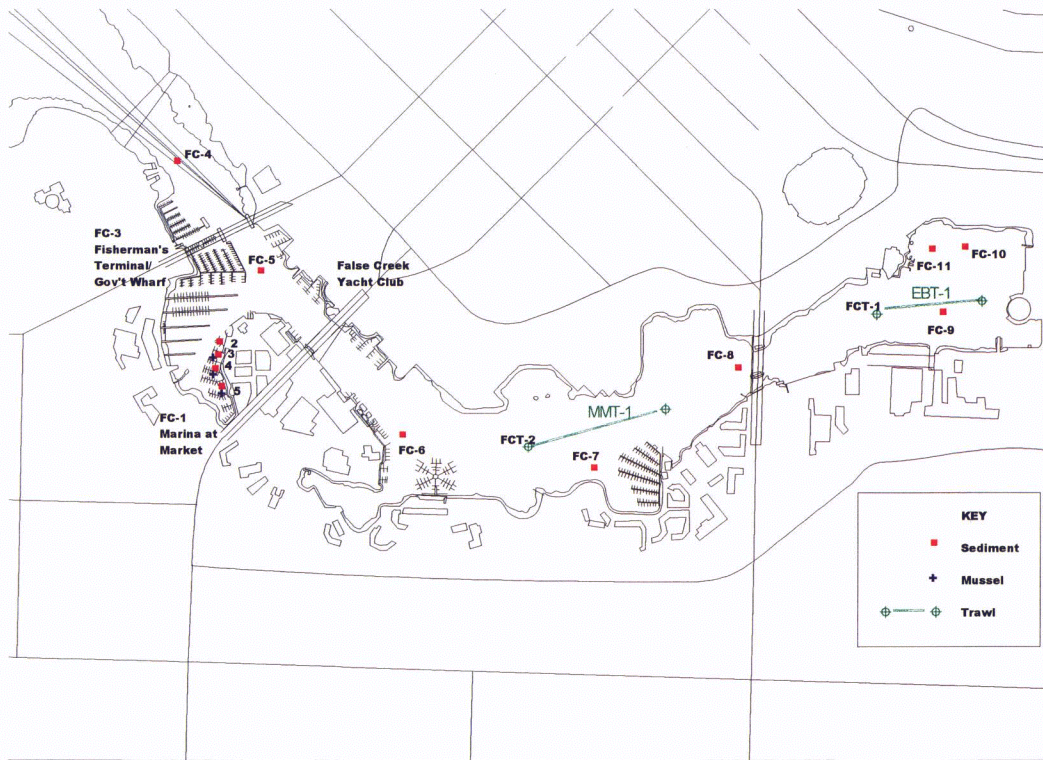 FC-4
FC-3
Fisherman's
Terminal/
Gov't Wharf
FC-5
False Creek
Yacht Club
FC-11
FC-10
EBT-1
FCT-1
FC-9
2
3
4
5
FC-8
FC-1
Marina at
Market
MMT-1
FCT-2
FC-6
FC-7
KEY
Sediment
Mussel
Trawl